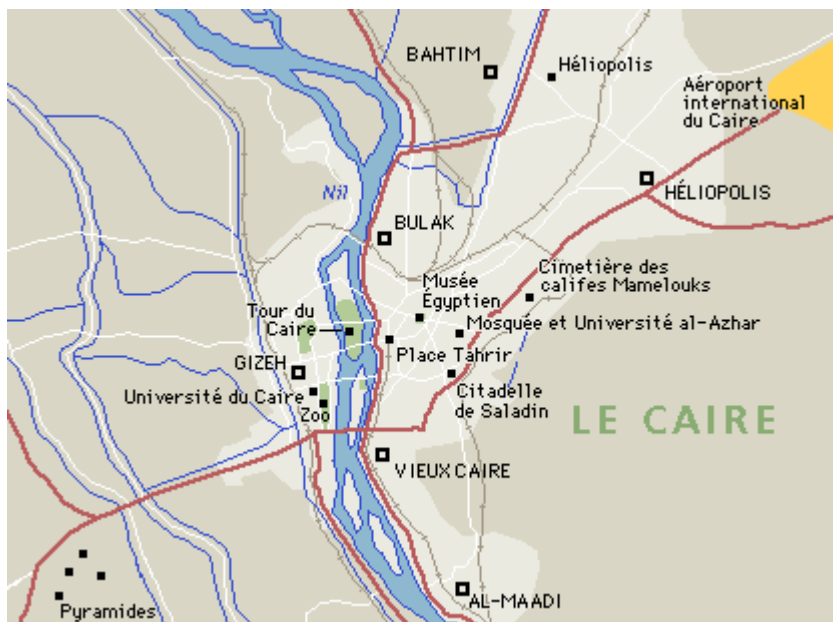 BAHTIM
Héliopolis
Aéroport
international
du Caire
Nil
HÉLIOPOLIS
BULAK
Musée
Égyptien
Cimetière des
califes Mamelouks
Tour du
Caire
Mosquée et Université al-Azhar
Place Tahrir
GIZEH
Université du Caire
Citadelle
de Saladin
Zoo
LE CAIRE
VIEUX CAIRE
AL-MAADI
Pyramides